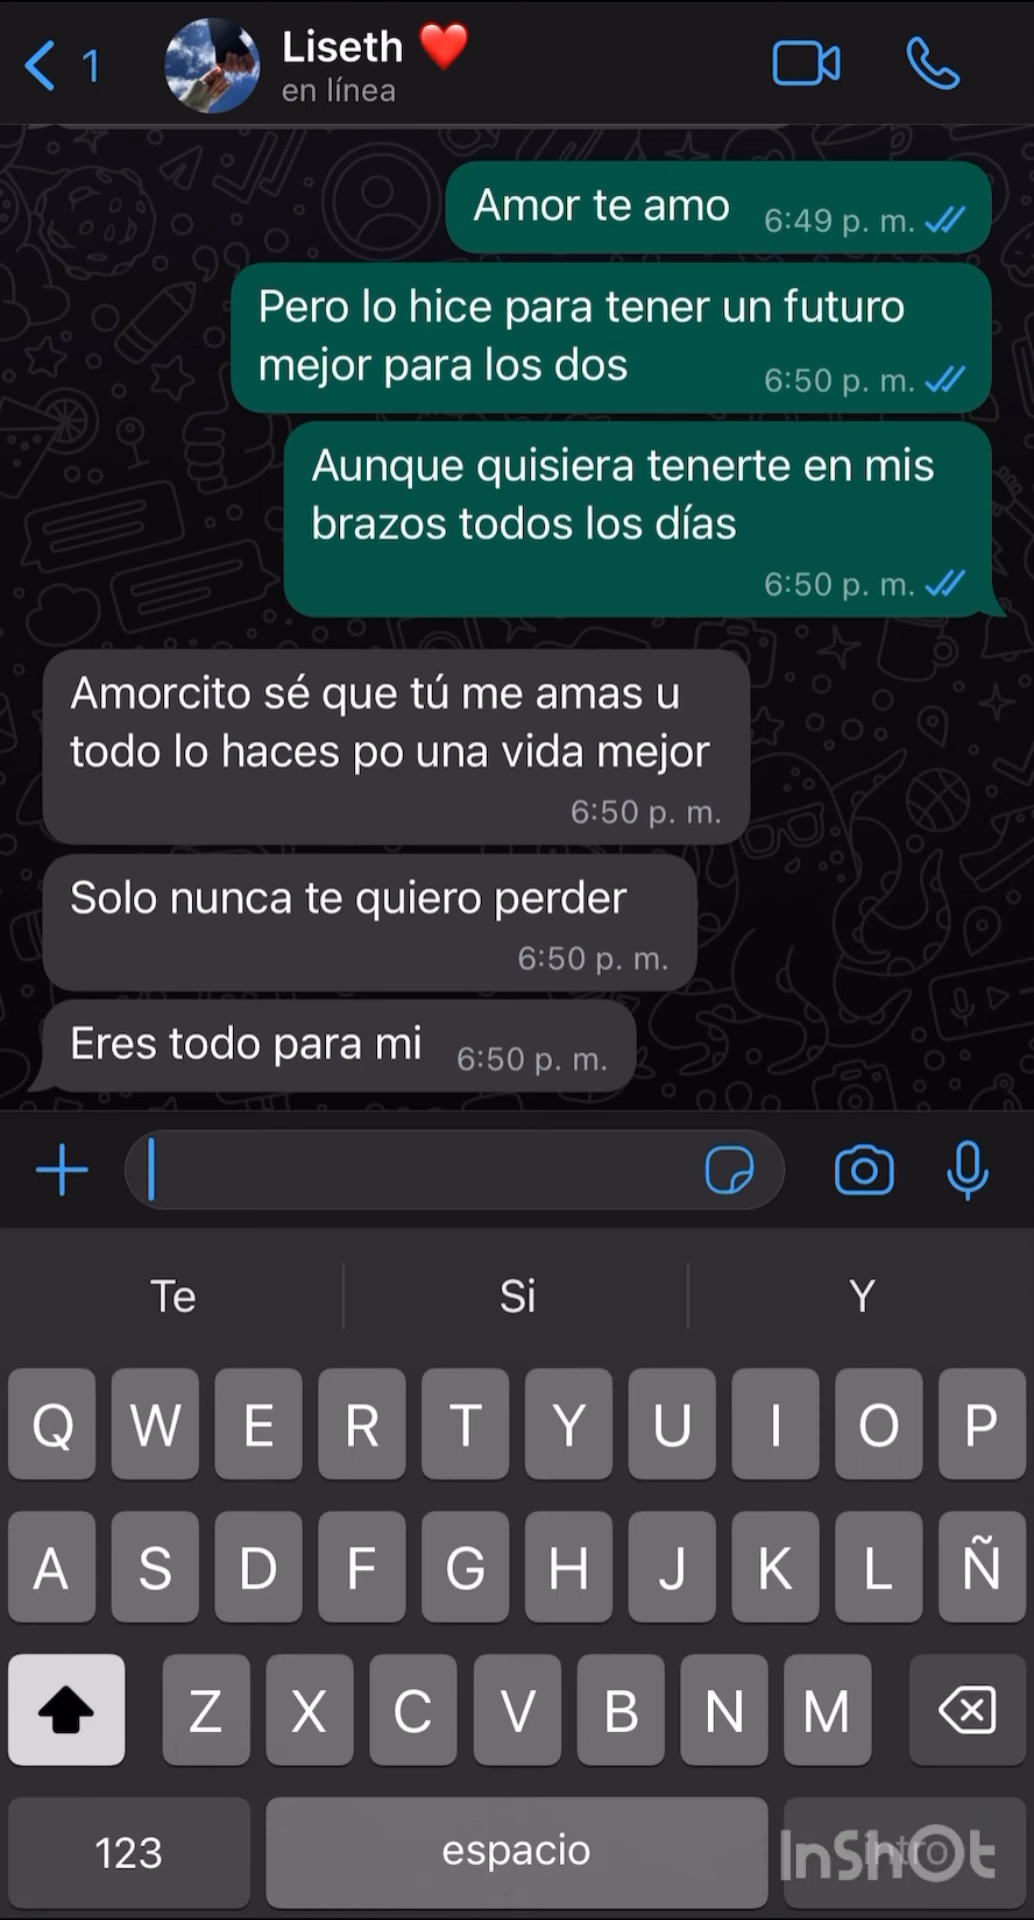 1
Liseth ❤️
en línea
Amor te amo 6:49 p. m.
Pero lo hice para tener un futuro
mejor para los dos 6:50 p. m.
Aunque quisiera tenerte en mis
brazos todos los días
6:50 p. m.
Amorcito sé que tú me amas u
todo lo haces po una vida mejor
6:50 p. m.
Solo nunca te quiero perder
6:50 p. m.
Eres todo para mi 6:50 p. m.
Te Si Y
Q W E R T Y U I O P
A S D F G H J K L Ñ
Z X C V B N M
123 espacio intro
InShOt